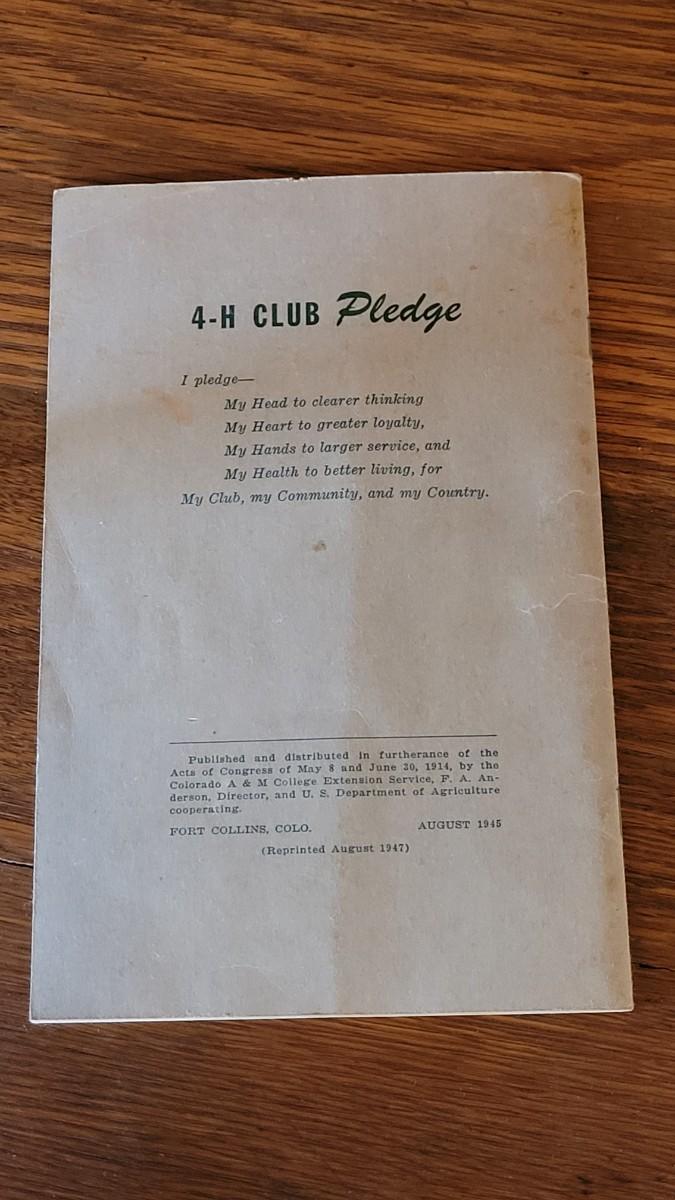 4-H CLUB Pledge
I pledge—
My Head to clearer thinking
My Heart to greater loyalty,
My Hands to larger service, and
My Health to better living, for
My Club, my Community, and my Country.
Published and distributed in furtherance of the
Acts of Congress of May 8 and June 30, 1914, by the
Colorado A & M College Extension Service, F. A. An-
derson, Director, and U. S. Department of Agriculture
cooperating.
FORT COLLINS, COLO. AUGUST 1945
(Reprinted August 1947)